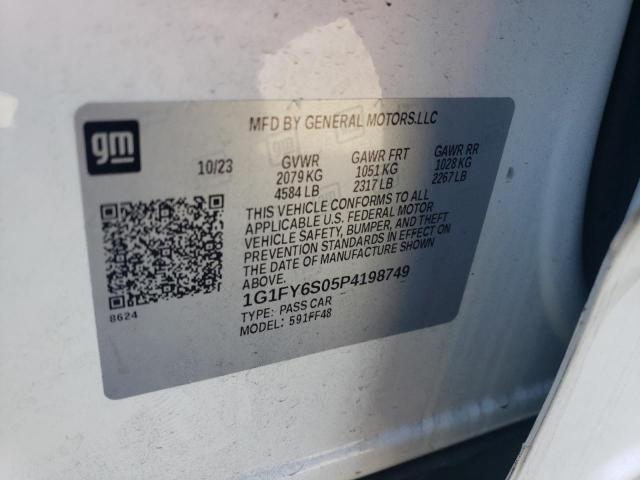 gm
MFD BY GENERAL MOTORS.LLC
10/23 GVWR GAWR FRT GAWR RR
2079 KG 1051 KG 1028 KG
4584 LB 2317 LB 2267 LB
THIS VEHICLE CONFORMS TO ALL
APPLICABLE U.S. FEDERAL MOTOR
VEHICLE SAFETY, BUMPER, AND THEFT
PREVENTION STANDARDS IN EFFECT ON
THE DATE OF MANUFACTURE SHOWN
ABOVE.
1G1FY6S05P4198749
TYPE: PASS CAR
MODEL: 591FF48
8624